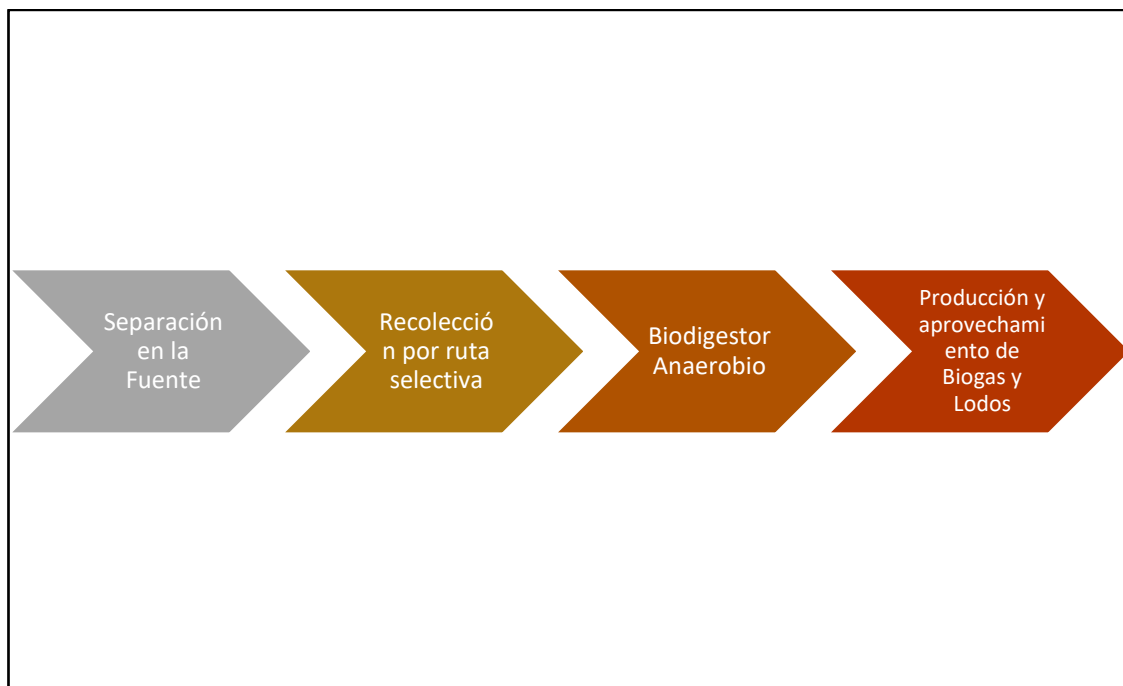 Separación
en la
Fuente
Recolecció
n por ruta
selectiva
Biodigestor
Anaerobio
Producción y
aprovechami
ento de
Biogas y
Lodos